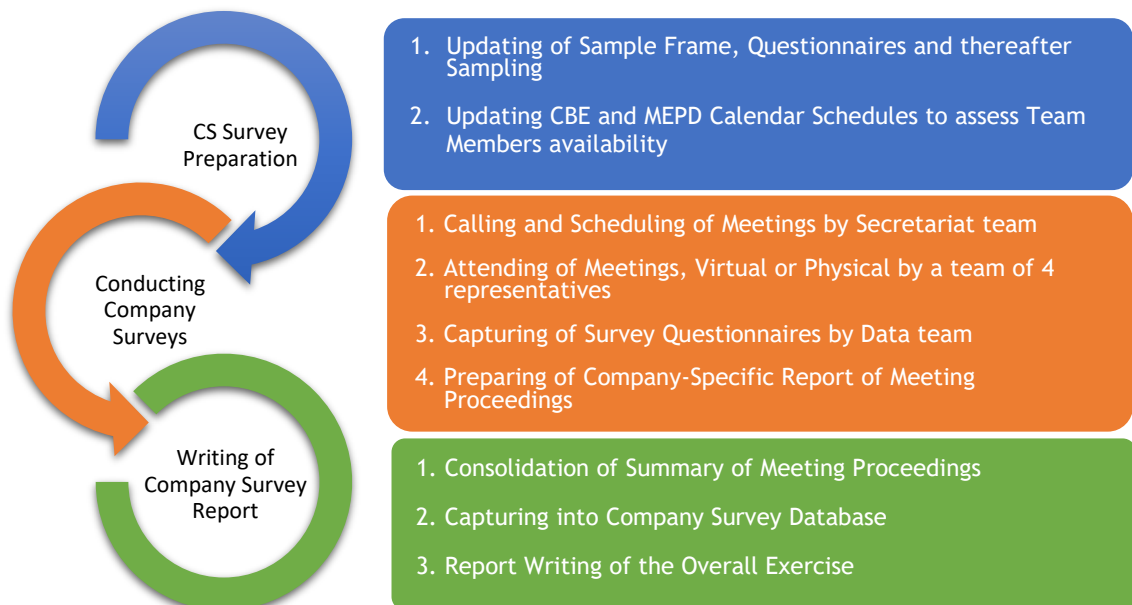 CS Survey
Preparation
1. Updating of Sample Frame, Questionnaires and thereafter
Sampling
2. Updating CBE and MEPD Calendar Schedules to assess Team
Members availability
Conducting
Company
Surveys
1. Calling and Scheduling of Meetings by Secretariat team
2. Attending of Meetings, Virtual or Physical by a team of 4
representatives
3. Capturing of Survey Questionnaires by Data team
4. Preparing of Company-Specific Report of Meeting
Proceedings
Writing of
Company Survey
Report
1. Consolidation of Summary of Meeting Proceedings
2. Capturing into Company Survey Database
3. Report Writing of the Overall Exercise